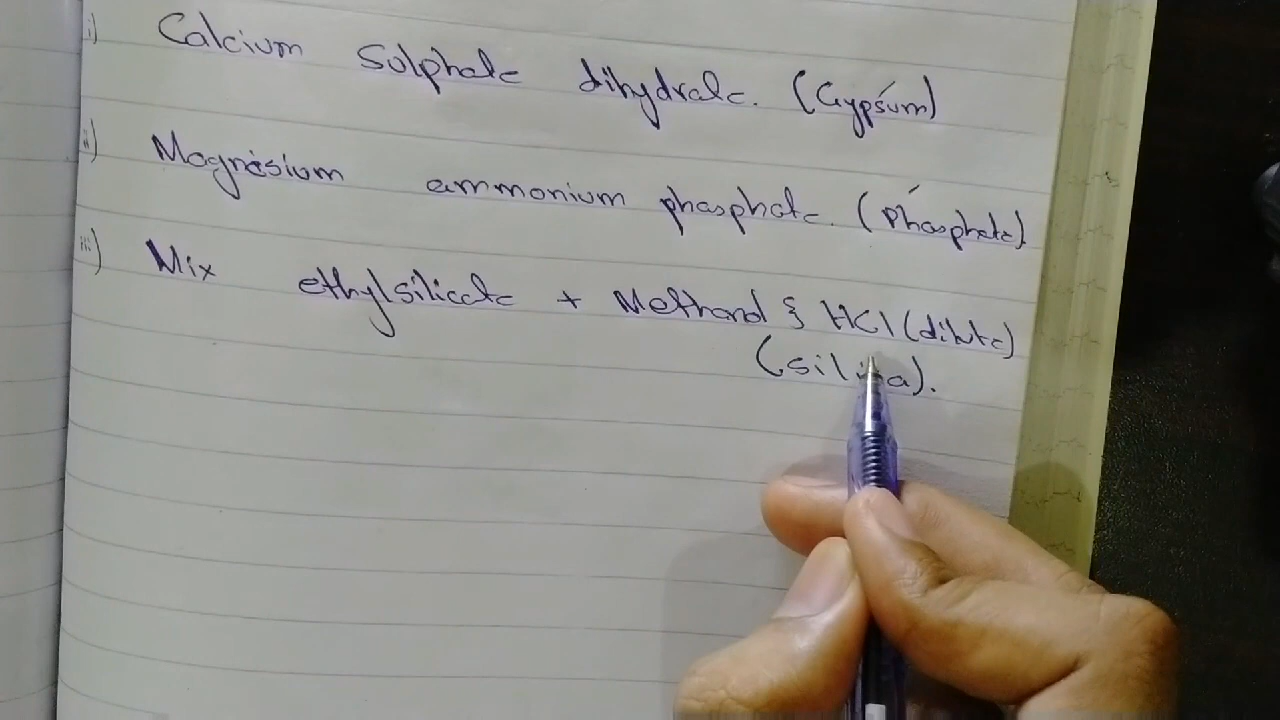 i) Calcium Sulphate dihydrate. (Gypsum)
ii) Magnesium ammonium phosphate. (Phosphate)
iii) Mix ethylsilicate + Methanol & HCl (dilute)
(silica).